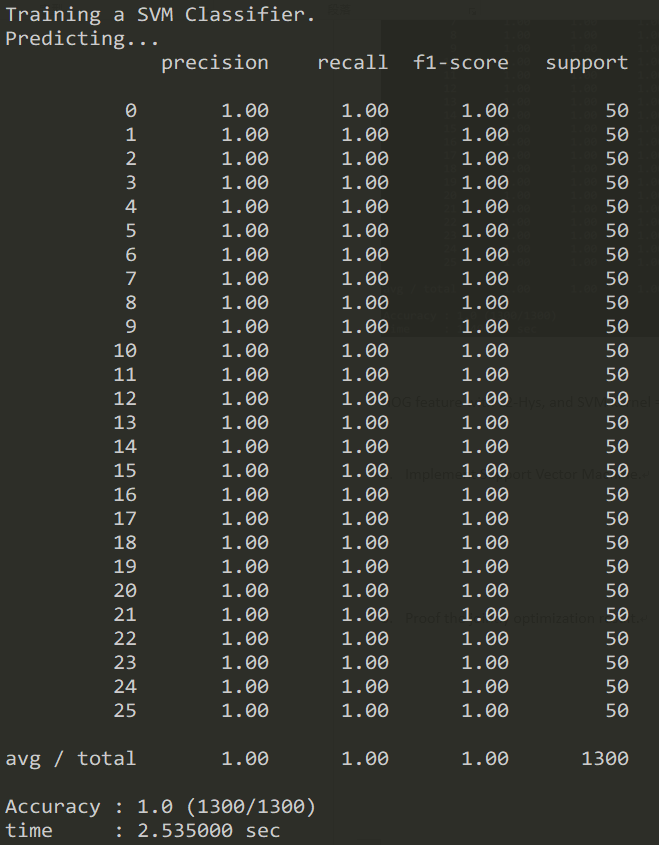 Training a SVM Classifier.
Predicting...
precision recall f1-score support
0 1.00 1.00 1.00 50
1 1.00 1.00 1.00 50
2 1.00 1.00 1.00 50
3 1.00 1.00 1.00 50
4 1.00 1.00 1.00 50
5 1.00 1.00 1.00 50
6 1.00 1.00 1.00 50
7 1.00 1.00 1.00 50
8 1.00 1.00 1.00 50
9 1.00 1.00 1.00 50
10 1.00 1.00 1.00 50
11 1.00 1.00 1.00 50
12 1.00 1.00 1.00 50
13 1.00 1.00 1.00 50
14 1.00 1.00 1.00 50
15 1.00 1.00 1.00 50
16 1.00 1.00 1.00 50
17 1.00 1.00 1.00 50
18 1.00 1.00 1.00 50
19 1.00 1.00 1.00 50
20 1.00 1.00 1.00 50
21 1.00 1.00 1.00 50
22 1.00 1.00 1.00 50
23 1.00 1.00 1.00 50
24 1.00 1.00 1.00 50
25 1.00 1.00 1.00 50
avg / total 1.00 1.00 1.00 1300
Accuracy : 1.0 (1300/1300)
time : 2.535000 sec